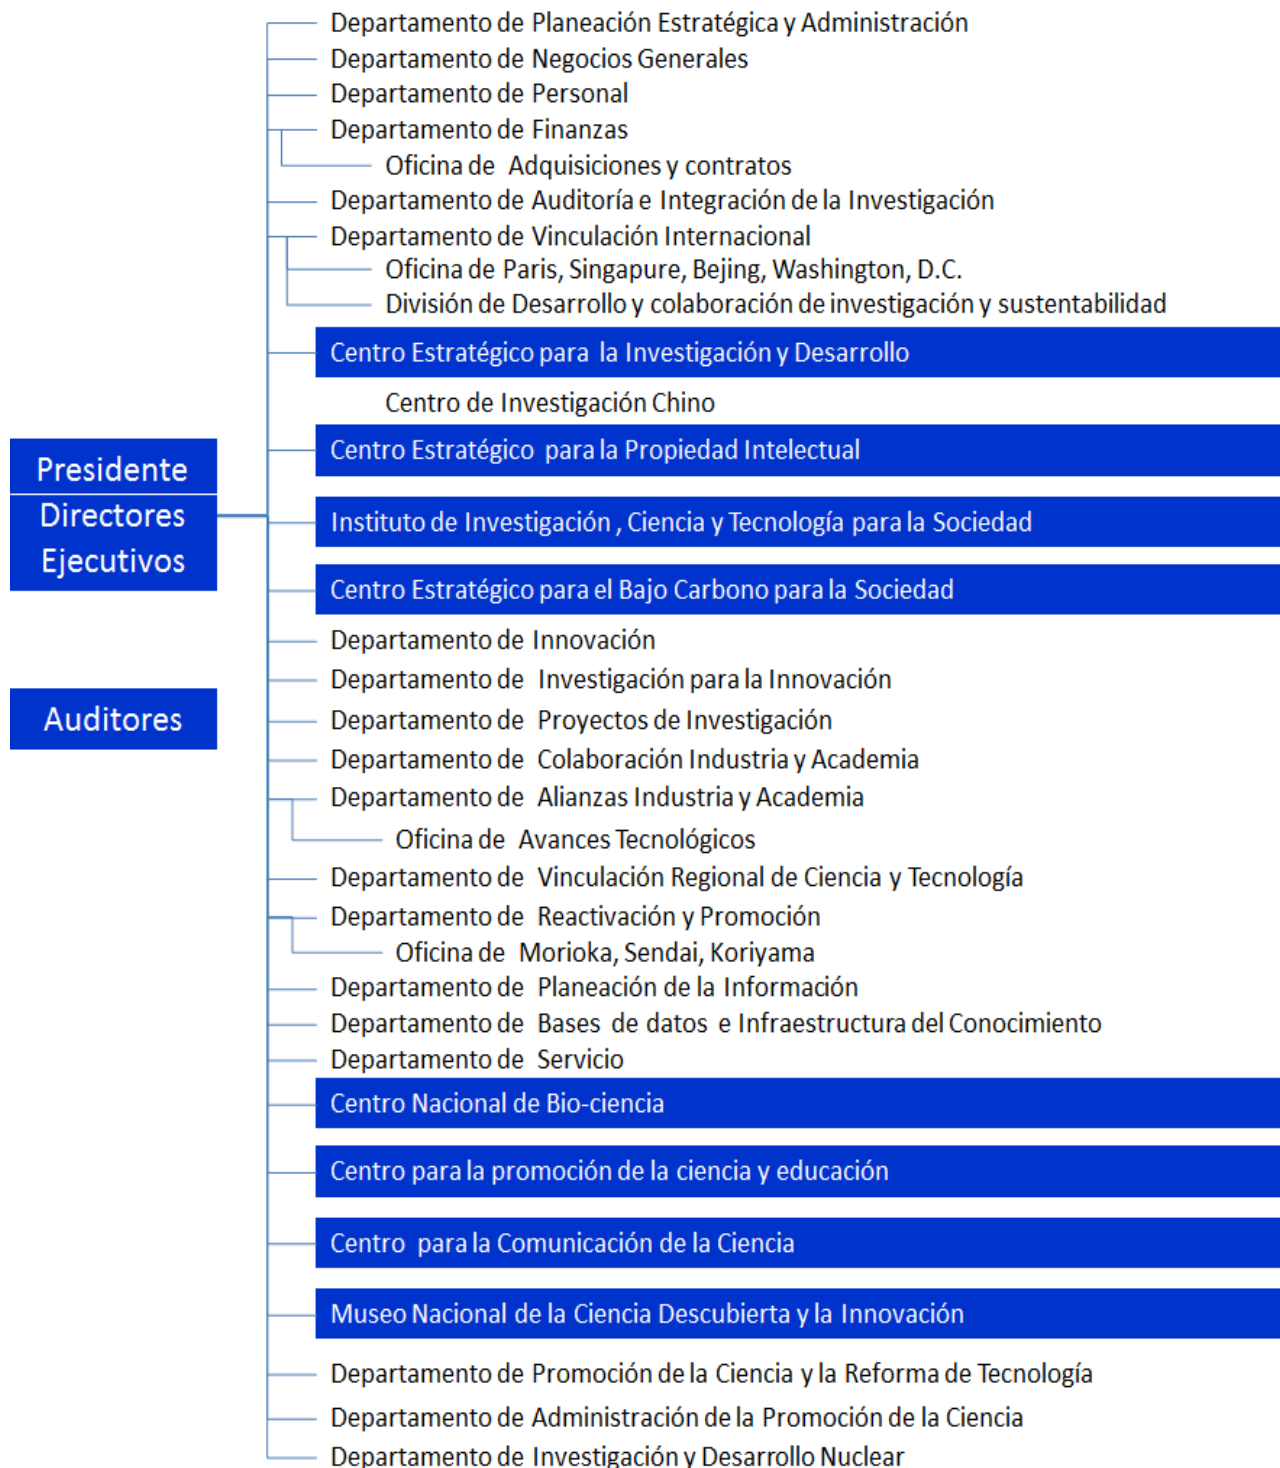 Departamento de Planeación Estratégica y Administración
Departamento de Negocios Generales
Departamento de Personal
Departamento de Finanzas
Oficina de Adquisiciones y contratos
Departamento de Auditoría e Integración de la Investigación
Departamento de Vinculación Internacional
Oficina de Paris, Singapure, Bejing, Washington, D.C.
División de Desarrollo y colaboración de investigación y sustentabilidad
Centro Estratégico para la Investigación y Desarrollo
Centro de Investigación Chino
Centro Estratégico para la Propiedad Intelectual
Presidente
Directores
Ejecutivos
Instituto de Investigación , Ciencia y Tecnología para la Sociedad
Centro Estratégico para el Bajo Carbono para la Sociedad
Departamento de Innovación
Departamento de Investigación para la Innovación
Auditores
Departamento de Proyectos de Investigación
Departamento de Colaboración Industria y Academia
Departamento de Alianzas Industria y Academia
Oficina de Avances Tecnológicos
Departamento de Vinculación Regional de Ciencia y Tecnología
Departamento de Reactivación y Promoción
Oficina de Morioka, Sendai, Koriyama
Departamento de Planeación de la Información
Departamento de Bases de datos e Infraestructura del Conocimiento
Departamento de Servicio
Centro Nacional de Bio-ciencia
Centro para la promoción de la ciencia y educación
Centro para la Comunicación de la Ciencia
Museo Nacional de la Ciencia Descubierta y la Innovación
Departamento de Promoción de la Ciencia y la Reforma de Tecnología
Departamento de Administración de la Promoción de la Ciencia
Departamento de Investigación y Desarrollo Nuclear